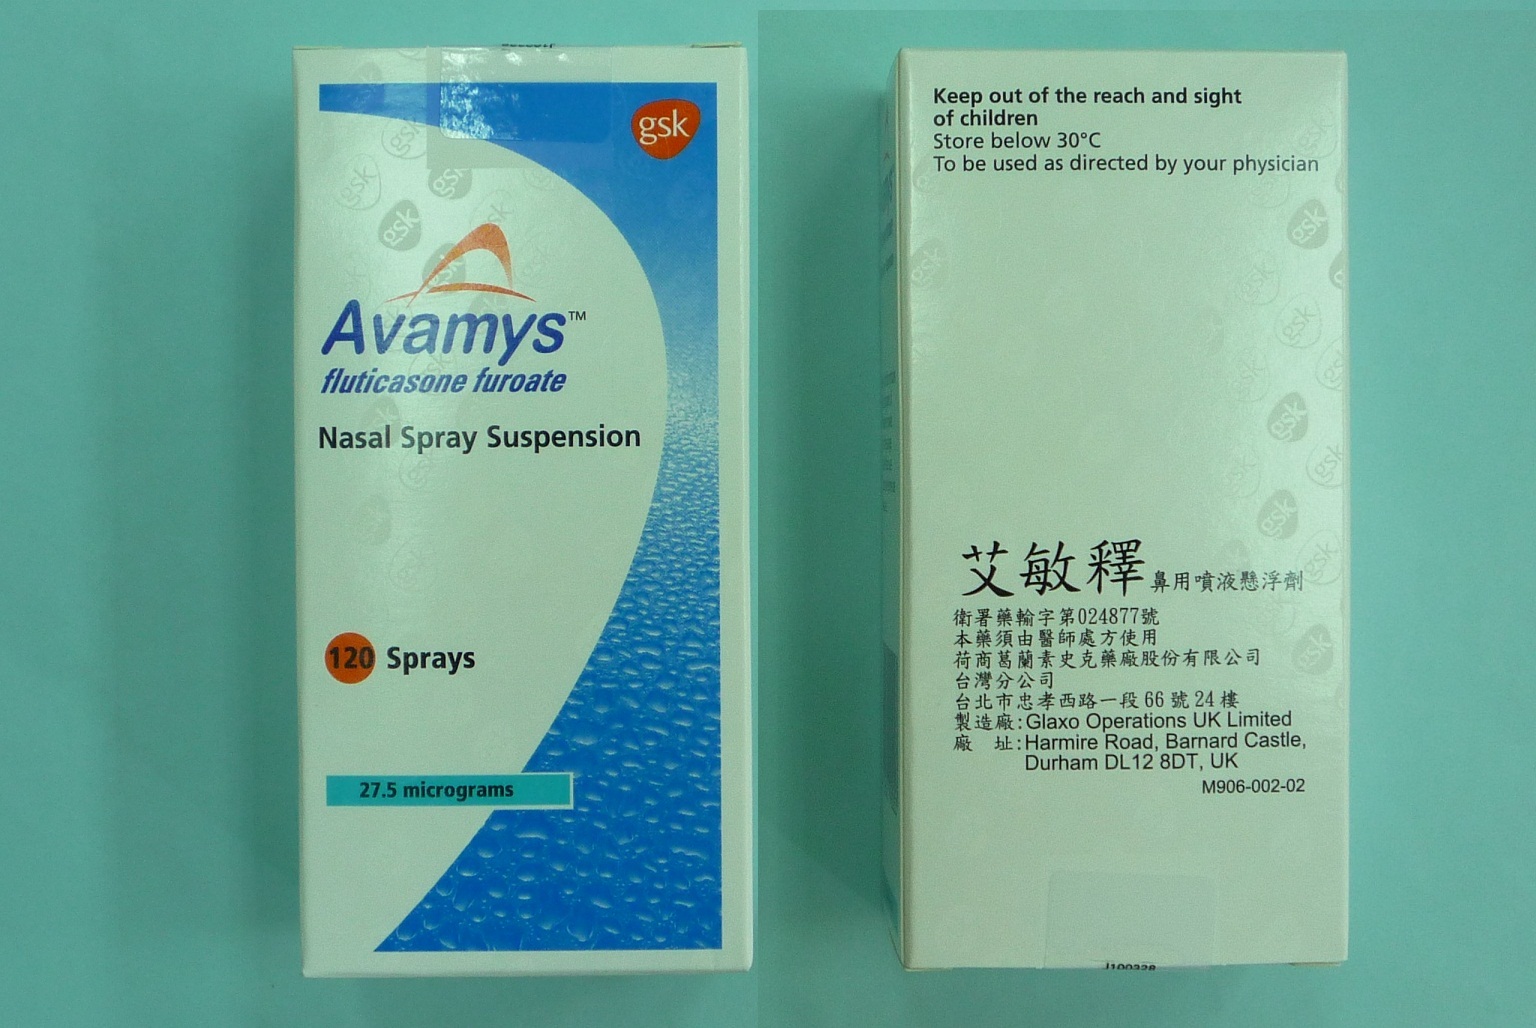 gsk
Avamys™
fluticasone furoate
Nasal Spray Suspension
120 Sprays
27.5 micrograms
Keep out of the reach and sight
of children
Store below 30°C
To be used as directed by your physician
艾敏釋 鼻用噴液懸浮劑
衛署藥輸字第024877號
本藥須由醫師處方使用
荷商葛蘭素史克藥廠股份有限公司
台灣分公司
台北市忠孝西路一段 66 號 24 樓
製造廠:Glaxo Operations UK Limited
廠 址:Harmire Road, Barnard Castle,
Durham DL12 8DT, UK
M906-002-02